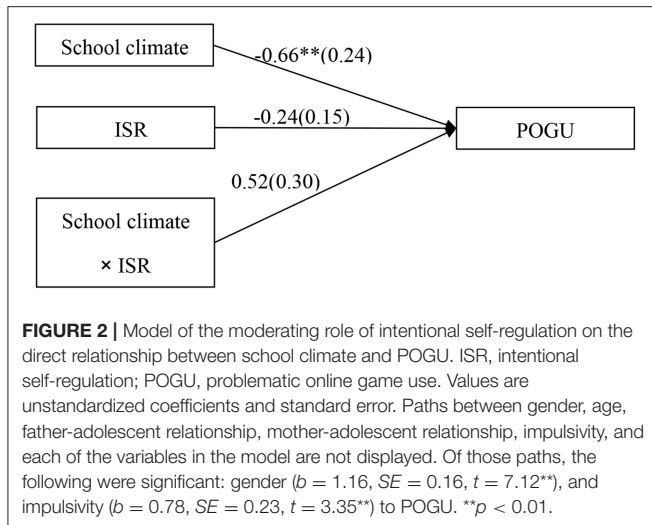 School climate
-0.66**(0.24)
ISR
-0.24(0.15)
POGU
0.52(0.30)
School climate
× ISR
FIGURE 2 | Model of the moderating role of intentional self-regulation on the
direct relationship between school climate and POGU. ISR, intentional
self-regulation; POGU, problematic online game use. Values are
unstandardized coefficients and standard error. Paths between gender, age,
father-adolescent relationship, mother-adolescent relationship, impulsivity, and
each of the variables in the model are not displayed. Of those paths, the
following were significant: gender (b = 1.16, SE = 0.16, t = 7.12**), and
impulsivity (b = 0.78, SE = 0.23, t = 3.35**) to POGU. **p < 0.01.